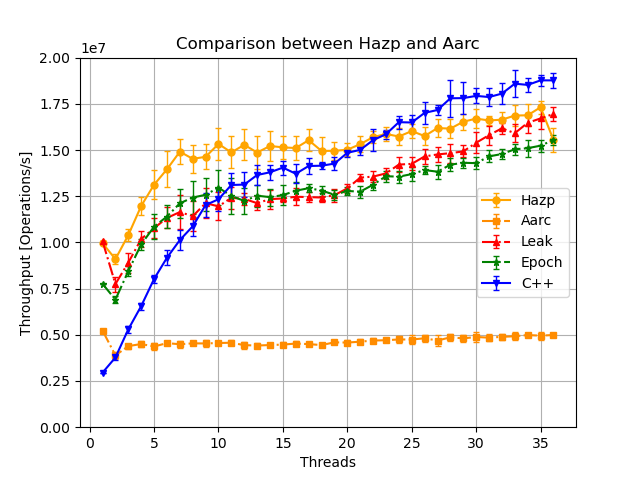 Comparison between Hazp and Aarc
1e7
2.00
1.75
1.50
1.25
1.00
0.75
0.50
0.25
0.00
Throughput [Operations/s]
Hazp
Aarc
Leak
Epoch
C++
0 5 10 15 20 25 30 35
Threads